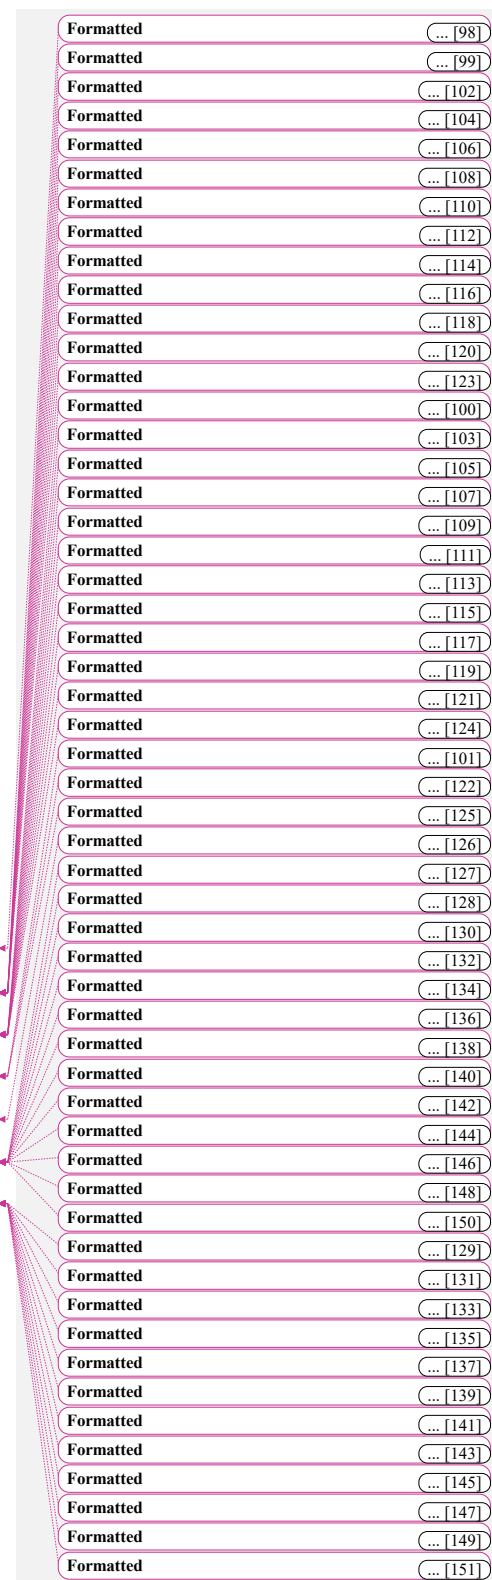 Formatted ... [98]
Formatted ... [99]
Formatted ... [102]
Formatted ... [104]
Formatted ... [106]
Formatted ... [108]
Formatted ... [110]
Formatted ... [112]
Formatted ... [114]
Formatted ... [116]
Formatted ... [118]
Formatted ... [120]
Formatted ... [123]
Formatted ... [100]
Formatted ... [103]
Formatted ... [105]
Formatted ... [107]
Formatted ... [109]
Formatted ... [111]
Formatted ... [113]
Formatted ... [115]
Formatted ... [117]
Formatted ... [119]
Formatted ... [121]
Formatted ... [124]
Formatted ... [101]
Formatted ... [122]
Formatted ... [125]
Formatted ... [126]
Formatted ... [127]
Formatted ... [128]
Formatted ... [130]
Formatted ... [132]
Formatted ... [134]
Formatted ... [136]
Formatted ... [138]
Formatted ... [140]
Formatted ... [142]
Formatted ... [144]
Formatted ... [146]
Formatted ... [148]
Formatted ... [150]
Formatted ... [129]
Formatted ... [131]
Formatted ... [133]
Formatted ... [135]
Formatted ... [137]
Formatted ... [139]
Formatted ... [141]
Formatted ... [143]
Formatted ... [145]
Formatted ... [147]
Formatted ... [149]
Formatted ... [151]